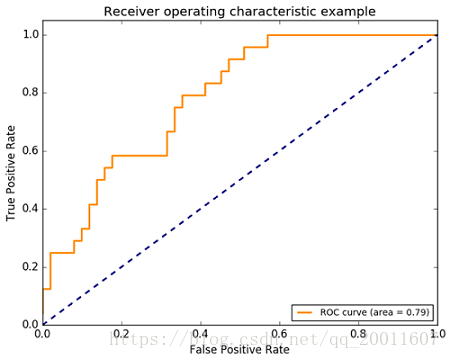 Receiver operating characteristic example
True Positive Rate
1.0
0.8
0.6
0.4
0.2
0.0
0.0 0.2 0.4 0.6 0.8 1.0
ROC curve (area = 0.79)
False Positive Rate
https://blog.csdn.net/qq_20011607